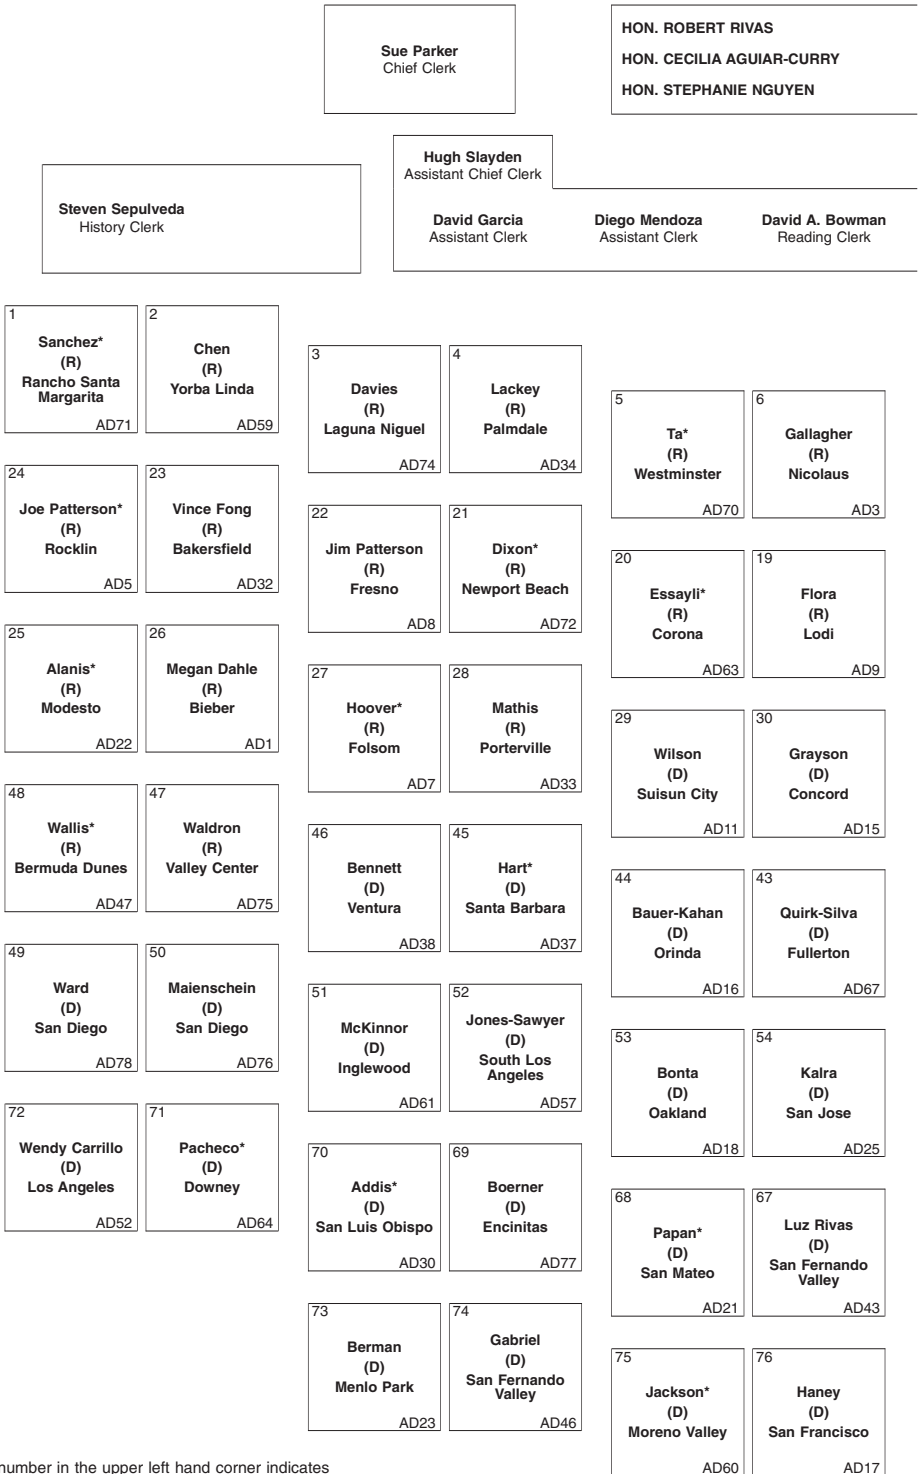 Sue Parker
Chief Clerk
HON. ROBERT RIVAS
HON. CECILIA AGUIAR-CURRY
HON. STEPHANIE NGUYEN
Hugh Slayden
Assistant Chief Clerk
Steven Sepulveda
History Clerk
David Garcia
Assistant Clerk
Diego Mendoza
Assistant Clerk
David A. Bowman
Reading Clerk
1
Sanchez*
(R)
Rancho Santa
Margarita
AD71
2
Chen
(R)
Yorba Linda
AD59
3
Davies
(R)
Laguna Niguel
AD74
4
Lackey
(R)
Palmdale
AD34
5
Ta*
(R)
Westminster
AD70
6
Gallagher
(R)
Nicolaus
AD3
24
Joe Patterson*
(R)
Rocklin
AD5
23
Vince Fong
(R)
Bakersfield
AD32
22
Jim Patterson
(R)
Fresno
AD8
21
Dixon*
(R)
Newport Beach
AD72
20
Essayli*
(R)
Corona
AD63
19
Flora
(R)
Lodi
AD9
25
Alanis*
(R)
Modesto
AD22
26
Megan Dahle
(R)
Bieber
AD1
27
Hoover*
(R)
Folsom
AD7
28
Mathis
(R)
Porterville
AD33
29
Wilson
(D)
Suisun City
AD11
30
Grayson
(D)
Concord
AD15
48
Wallis*
(R)
Bermuda Dunes
AD47
47
Waldron
(R)
Valley Center
AD75
46
Bennett
(D)
Ventura
AD38
45
Hart*
(D)
Santa Barbara
AD37
44
Bauer-Kahan
(D)
Orinda
AD16
43
Quirk-Silva
(D)
Fullerton
AD67
49
Ward
(D)
San Diego
AD78
50
Maienschein
(D)
San Diego
AD76
51
McKinnor
(D)
Inglewood
AD61
52
Jones-Sawyer
(D)
South Los
Angeles
AD57
53
Bonta
(D)
Oakland
AD18
54
Kalra
(D)
San Jose
AD25
72
Wendy Carrillo
(D)
Los Angeles
AD52
71
Pacheco*
(D)
Downey
AD64
70
Addis*
(D)
San Luis Obispo
AD30
69
Boerner
(D)
Encinitas
AD77
68
Papan*
(D)
San Mateo
AD21
67
Luz Rivas
(D)
San Fernando
Valley
AD43
73
Berman
(D)
Menlo Park
AD23
74
Gabriel
(D)
San Fernando
Valley
AD46
75
Jackson*
(D)
Moreno Valley
AD60
76
Haney
(D)
San Francisco
AD17
number in the upper left hand corner indicates